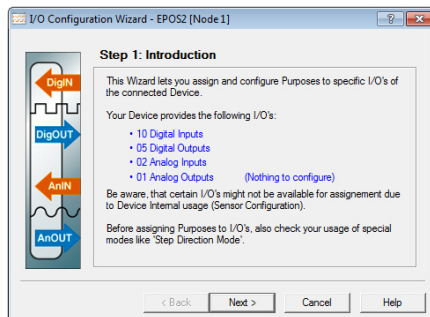 I/O Configuration Wizard - EPOS2 [Node1]
DigIN
DigOUT
AnIN
AnOUT
Step 1: Introduction
This Wizard lets you assign and configure Purposes to specific I/O's of
the connected Device.
Your Device provides the following I/O's:
• 10 Digital Inputs
• 05 Digital Outputs
• 02 Analog Inputs
• 01 Analog Outputs (Nothing to configure)
Be aware, that certain I/O's might not be available for assignement due
to Device Internal usage (Sensor Configuration).
Before assigning Purposes to I/O's, also check your usage of special
modes like 'Step Direction Mode'.
< Back
Next >
Cancel
Help